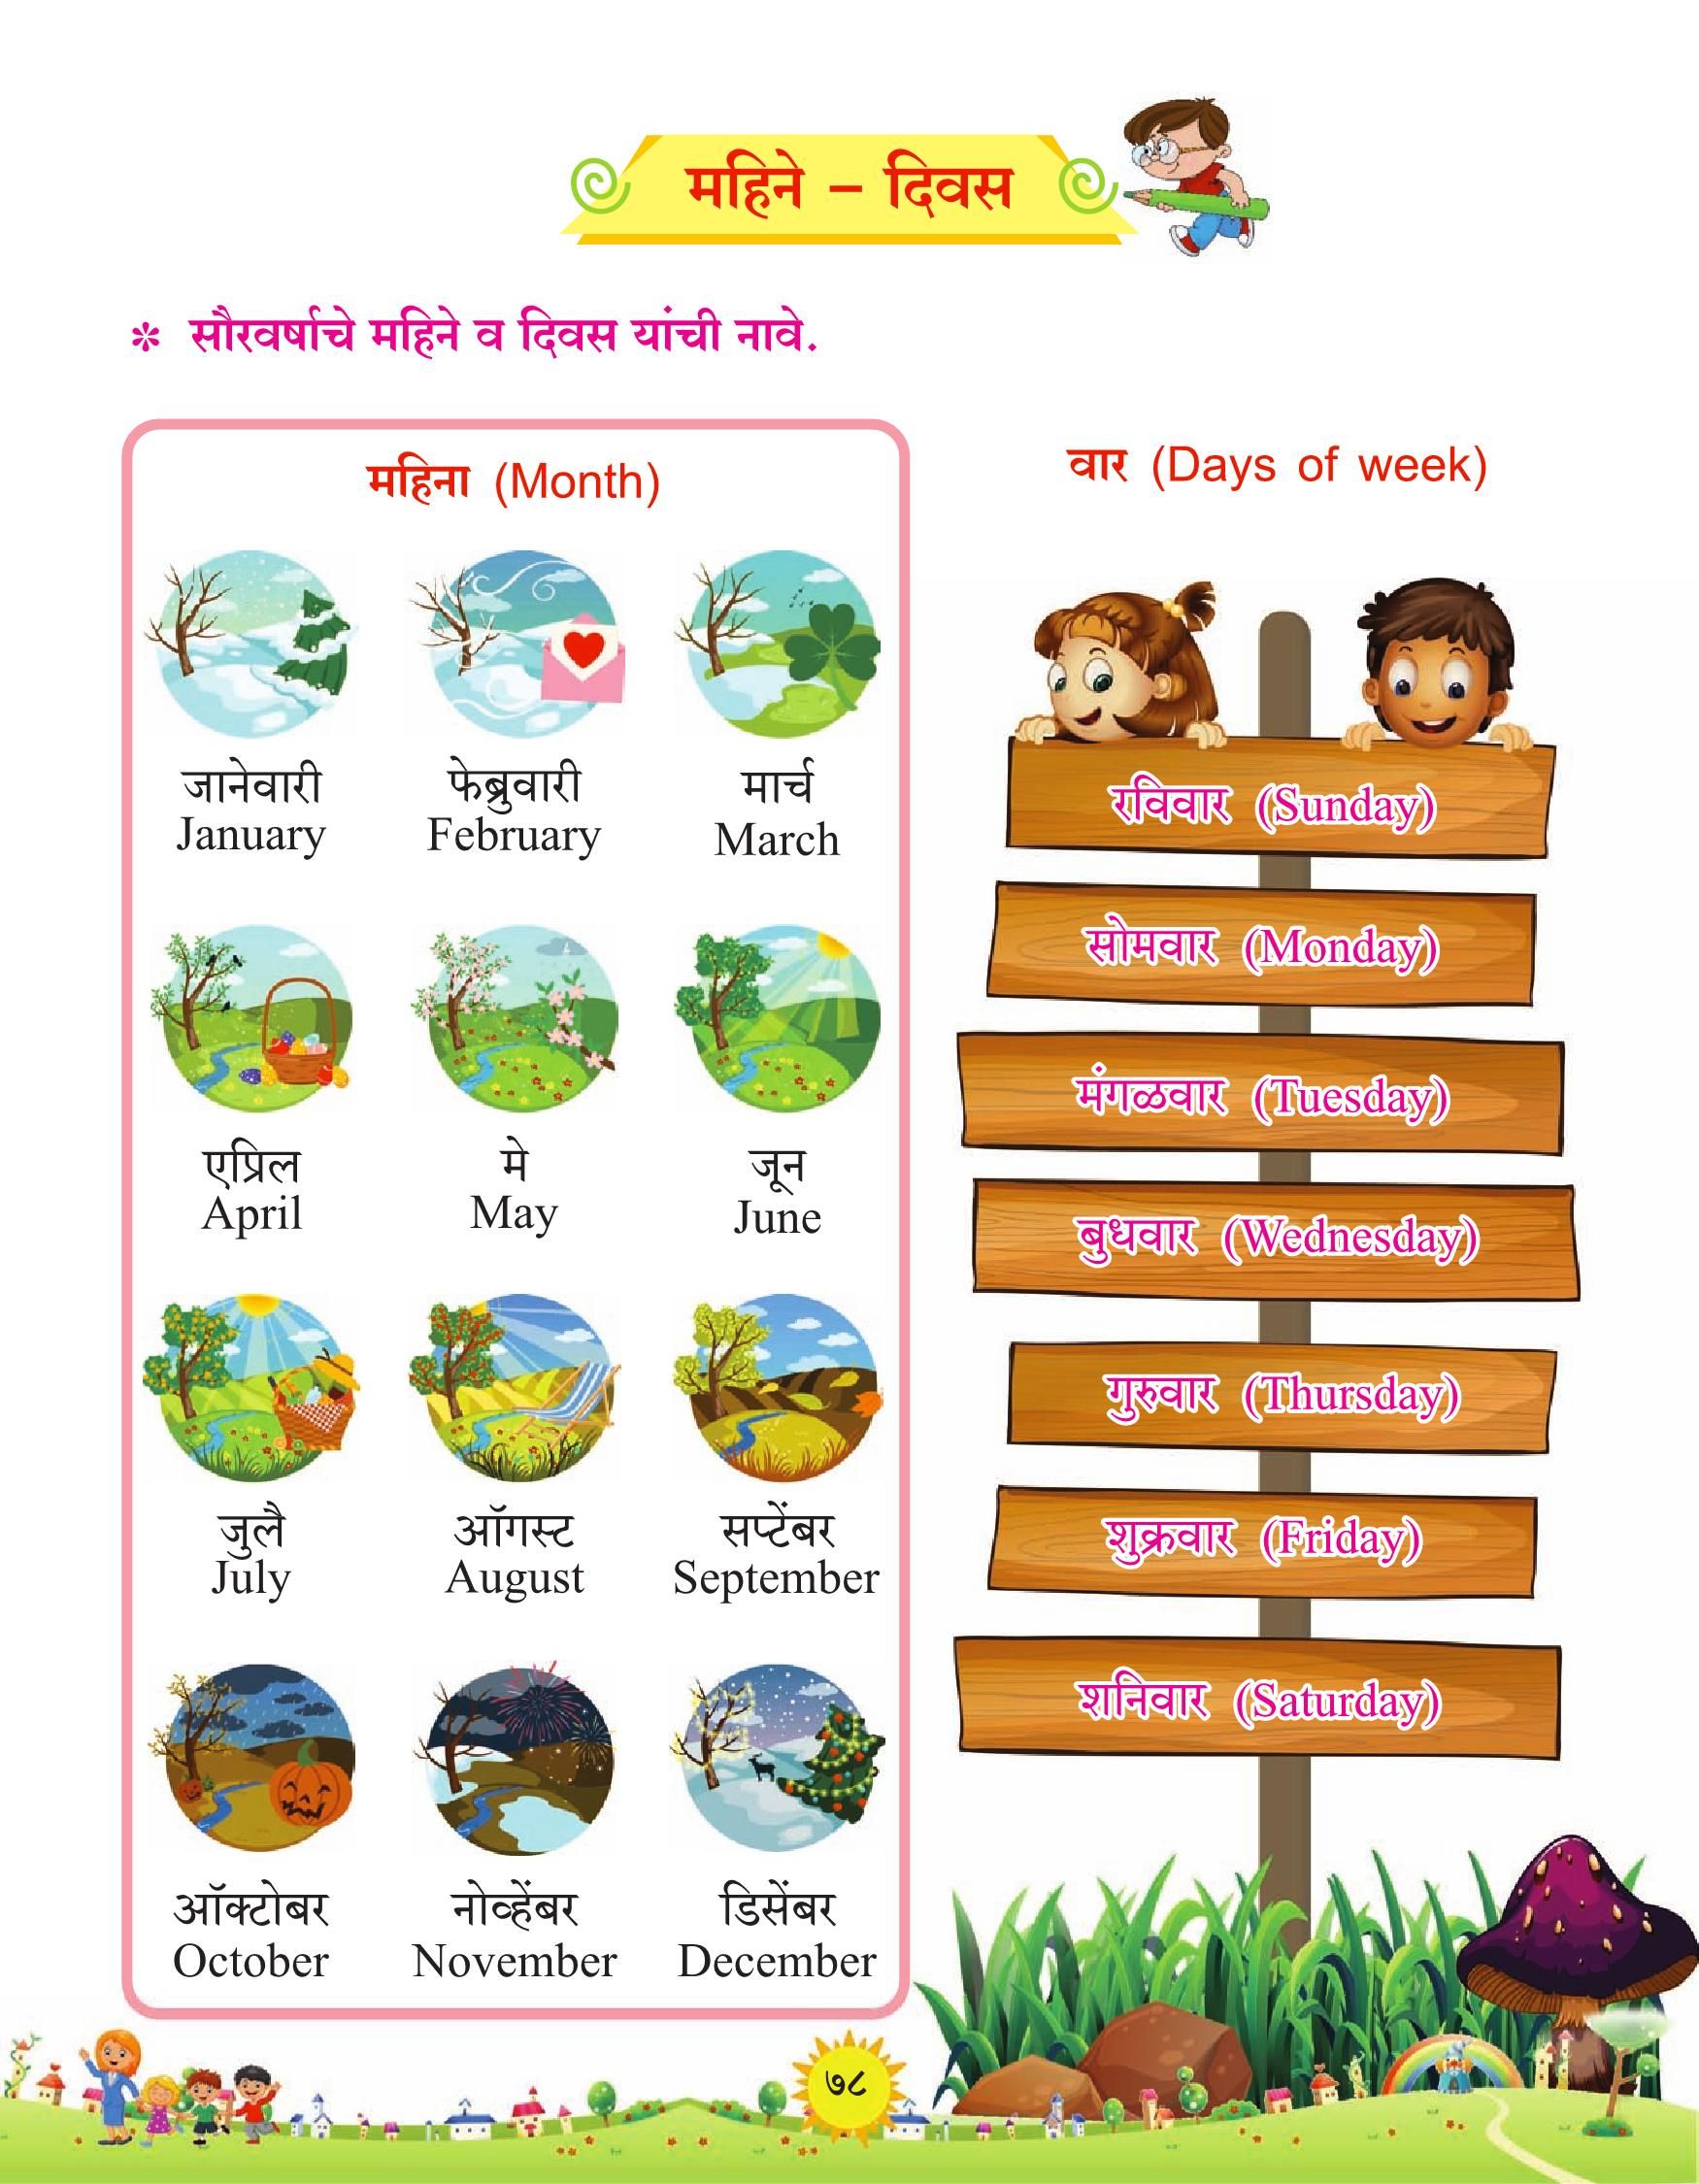 महिने – दिवस
✽ सौरवर्षाचे महिने व दिवस यांची नावे.
महिना (Month)
जानेवारी फेब्रुवारी मार्च
January February March
एप्रिल मे जून
April May June
जुलै ऑगस्ट सप्टेंबर
July August September
ऑक्टोबर नोव्हेंबर डिसेंबर
October November December
वार (Days of week)
रविवार (Sunday)
सोमवार (Monday)
मंगळवार (Tuesday)
बुधवार (Wednesday)
गुरुवार (Thursday)
शुक्रवार (Friday)
शनिवार (Saturday)
७८